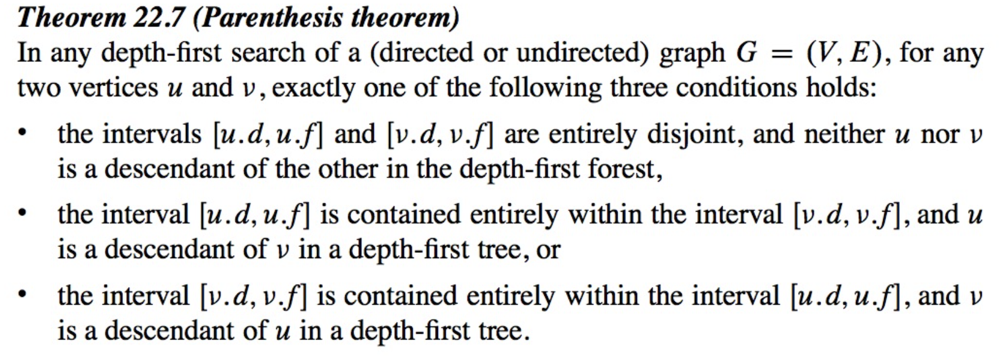 Theorem 22.7 (Parenthesis theorem)
In any depth-first search of a (directed or undirected) graph G = (V, E), for any
two vertices u and v, exactly one of the following three conditions holds:
• the intervals [u.d, u.f] and [v.d, v.f] are entirely disjoint, and neither u nor v
is a descendant of the other in the depth-first forest,
• the interval [u.d, u.f] is contained entirely within the interval [v.d, v.f], and u
is a descendant of v in a depth-first tree, or
• the interval [v.d, v.f] is contained entirely within the interval [u.d, u.f], and v
is a descendant of u in a depth-first tree.